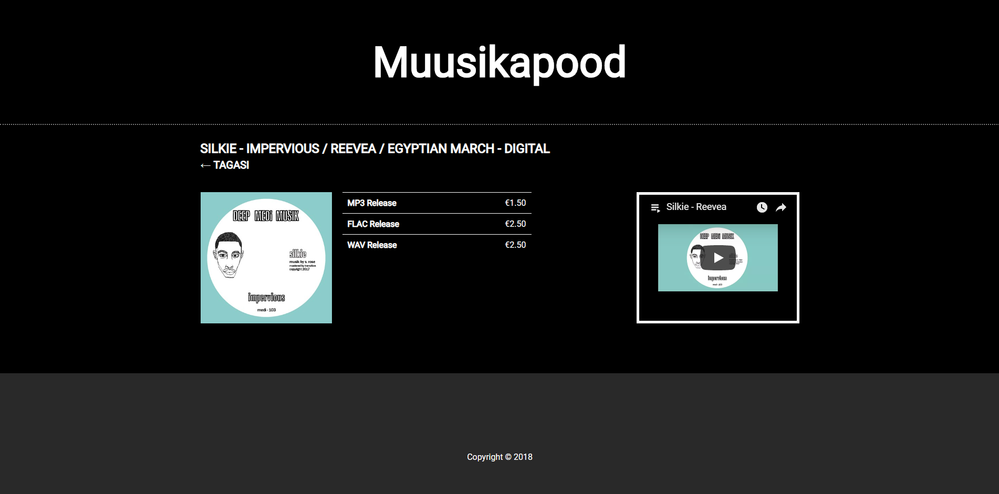 Muusikapood
SILKIE - IMPERVIOUS / REEVEA / EGYPTIAN MARCH - DIGITAL
← TAGASI
DEEP MEDi MUSIK
silkie
musik by s. rose
mastered by transition
copyright 2017
impervious
medi - 103
MP3 Release €1.50
FLAC Release €2.50
WAV Release €2.50
Silkie - Reevea
DEEP MEDi MUSIK
impervious
medi - 103
Copyright © 2018